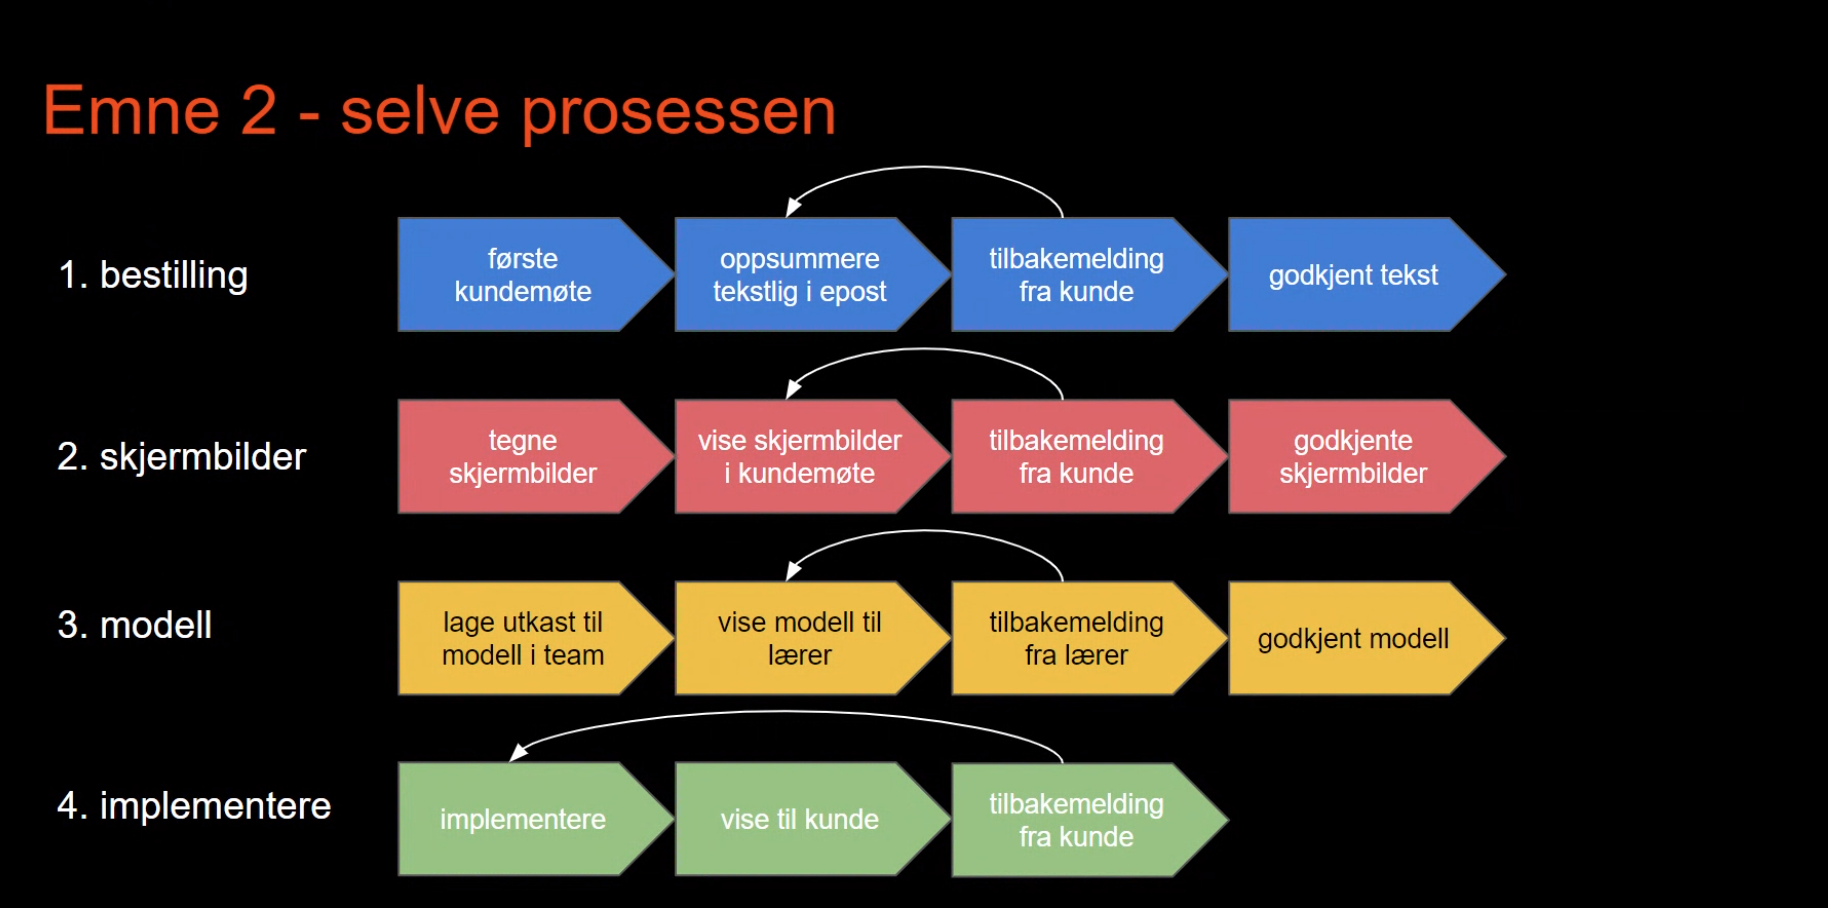 Emne 2 - selve prosessen
1. bestilling
første
kundemøte
oppsummere
tekstlig i epost
tilbakemelding
fra kunde
godkjent tekst
2. skjermbilder
tegne
skjermbilder
vise skjermbilder
i kundemøte
tilbakemelding
fra kunde
godkjente
skjermbilder
3. modell
lage utkast til
modell i team
vise modell til
lærer
tilbakemelding
fra lærer
godkjent modell
4. implementere
implementere
vise til kunde
tilbakemelding
fra kunde